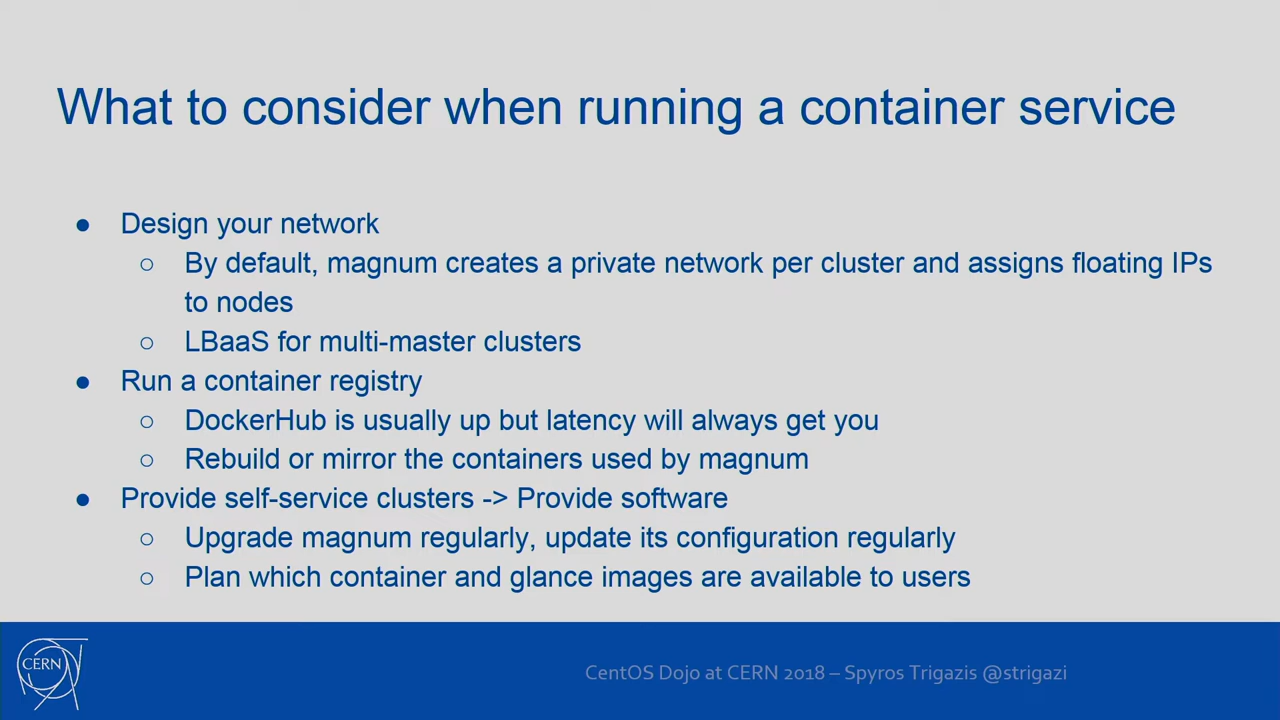 What to consider when running a container service
● Design your network
○ By default, magnum creates a private network per cluster and assigns floating IPs
to nodes
○ LBaaS for multi-master clusters
● Run a container registry
○ DockerHub is usually up but latency will always get you
○ Rebuild or mirror the containers used by magnum
● Provide self-service clusters -> Provide software
○ Upgrade magnum regularly, update its configuration regularly
○ Plan which container and glance images are available to users
CERN
CentOS Dojo at CERN 2018 – Spyros Trigazis @strigazi